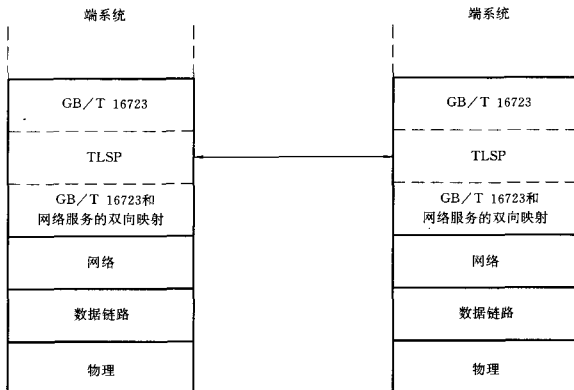 端系统
端系统
GB/T 16723
TLSP
GB/T 16723和
网络服务的双向映射
网络
数据链路
物理
GB/T 16723
TLSP
GB/T 16723和
网络服务的双向映射
网络
数据链路
物理